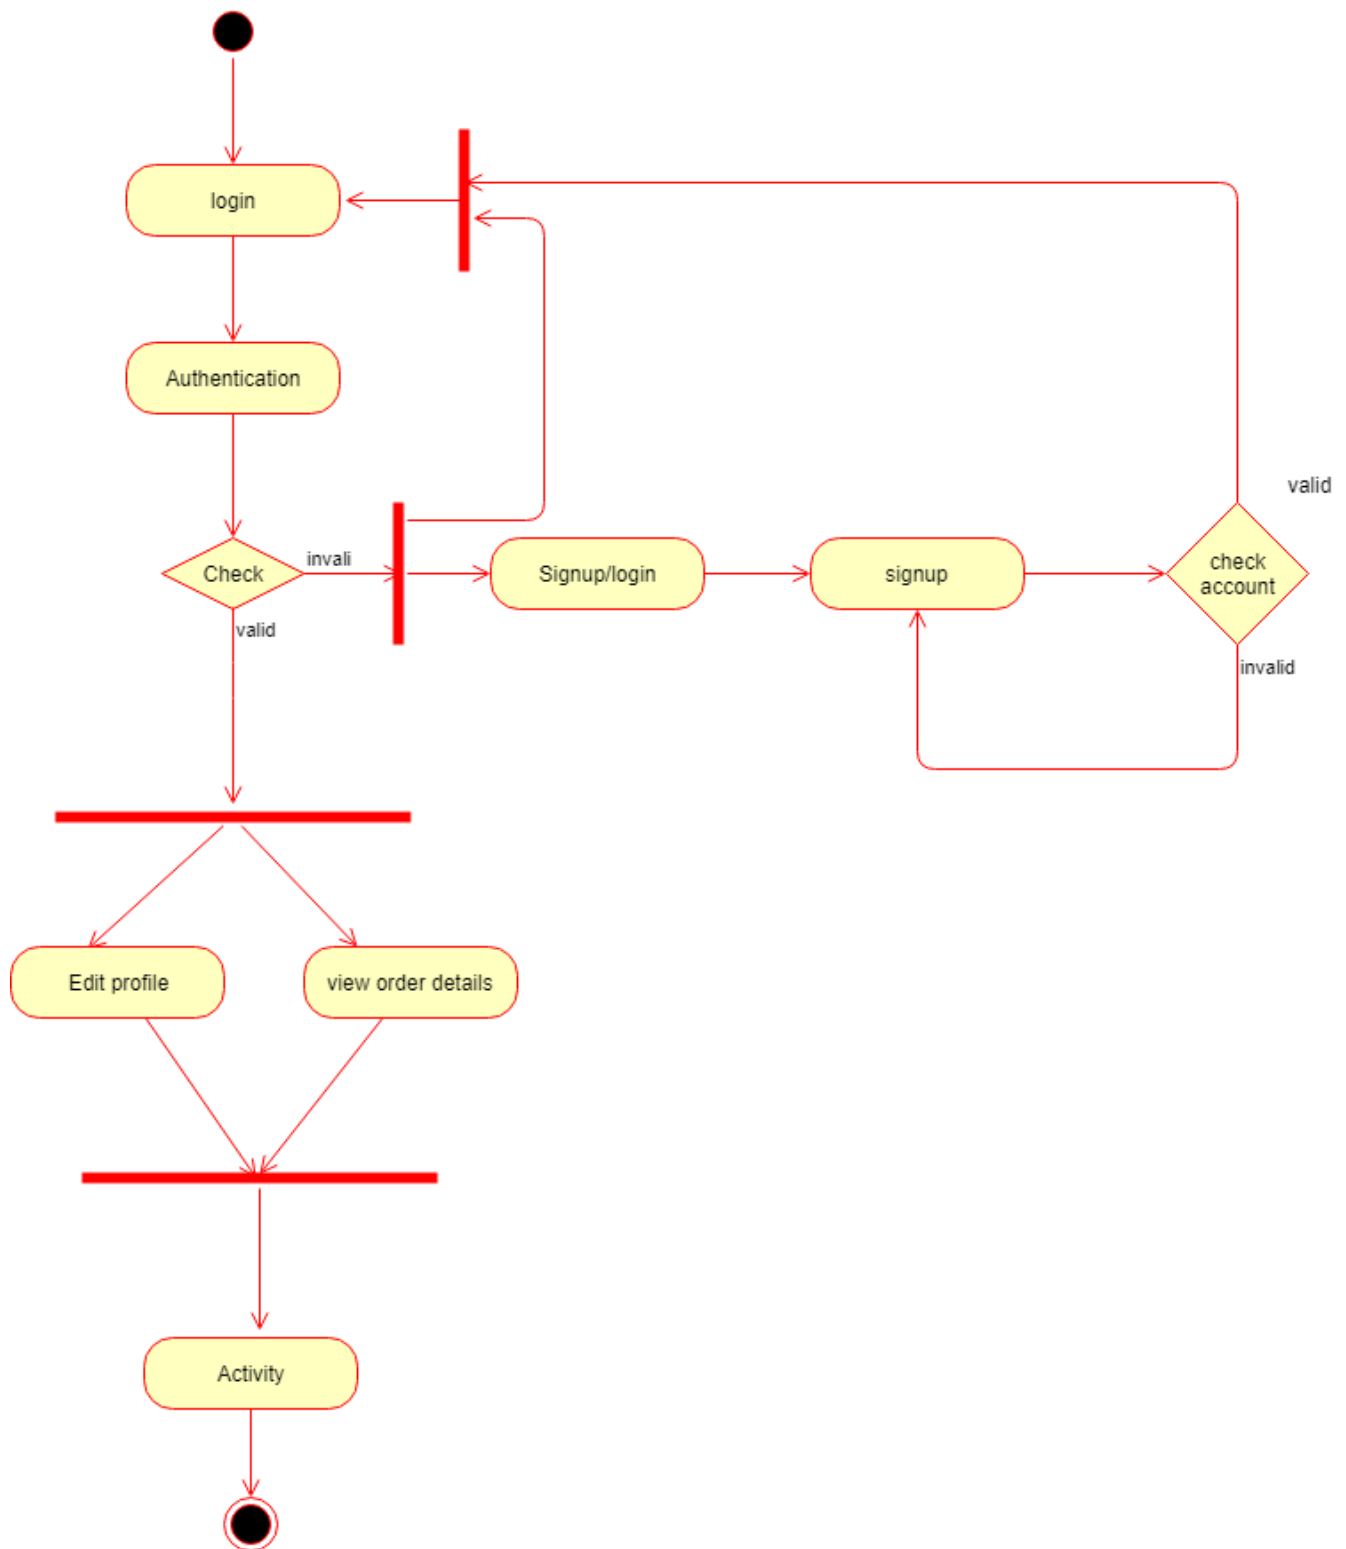 login
Authentication
valid
Check
invali
Signup/login
signup
check
account
valid
invalid
Edit profile
view order details
Activity